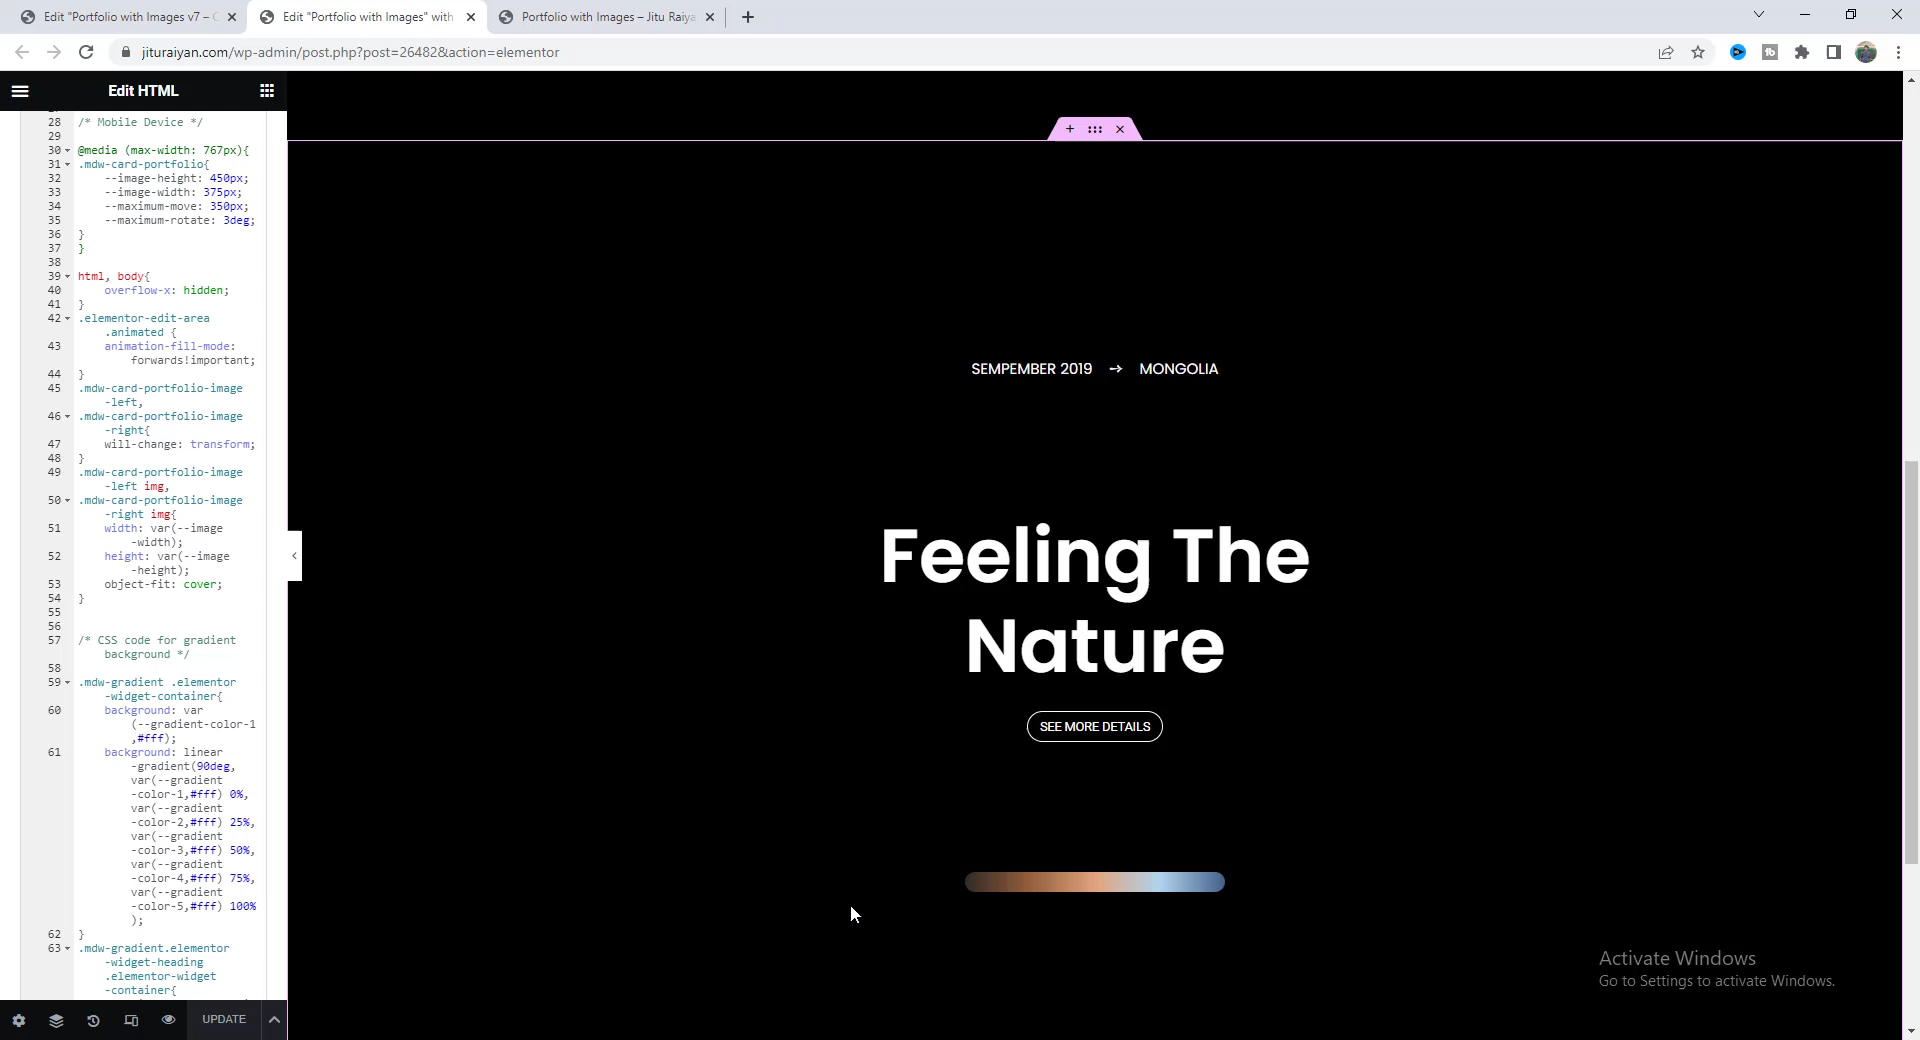 Edit "Portfolio with Images v7 – C
Edit "Portfolio with Images" with
Portfolio with Images – Jitu Raiya
jituraiyan.com/wp-admin/post.php?post=26482&action=elementor
Edit HTML
28 /* Mobile Device */
29
30 @media (max-width: 767px){
31 .mdw-card-portfolio{
32 --image-height: 450px;
33 --image-width: 375px;
34 --maximum-move: 350px;
35 --maximum-rotate: 3deg;
36 }
37 }
38
39 html, body{
40 overflow-x: hidden;
41 }
42 .elementor-edit-area
.animated {
43 animation-fill-mode:
forwards!important;
44 }
45 .mdw-card-portfolio-image
-left,
46 .mdw-card-portfolio-image
-right{
47 will-change: transform;
48 }
49 .mdw-card-portfolio-image
-left img,
50 .mdw-card-portfolio-image
-right img{
51 width: var(--image
-width);
52 height: var(--image
-height);
53 object-fit: cover;
54 }
55
56
57 /* CSS code for gradient
background */
58
59 .mdw-gradient .elementor
-widget-container{
60 background: var
(--gradient-color-1
,#fff);
61 background: linear
-gradient(90deg,
var(--gradient
-color-1,#fff) 0%,
var(--gradient
-color-2,#fff) 25%,
var(--gradient
-color-3,#fff) 50%,
var(--gradient
-color-4,#fff) 75%,
var(--gradient
-color-5,#fff) 100%
);
62 }
63 .mdw-gradient.elementor
-widget-heading
.elementor-widget
-container{
UPDATE
SEMPEMBER 2019 → MONGOLIA
Feeling The
Nature
SEE MORE DETAILS
Activate Windows
Go to Settings to activate Windows.